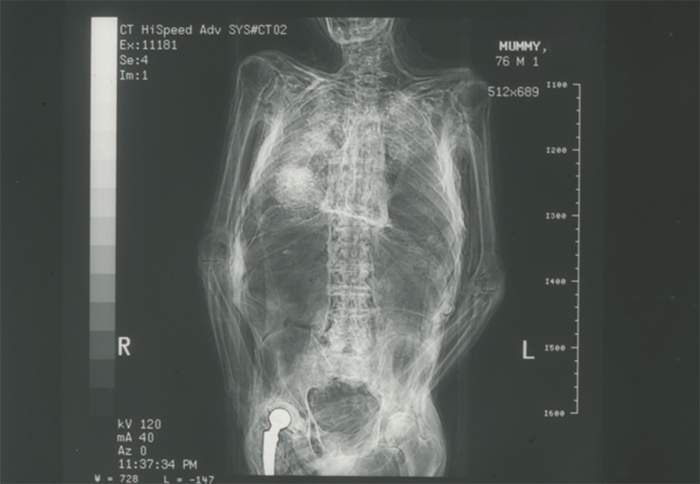 CT HiSpeed Adv SYS#CT02
Ex:11181
Se:4
Im:1
MUMMY,
76 M 1
512x689
I100
I200
I300
I400
I500
I600
R
L
kV 120
mA 40
Az 0
11:37:34 PM
W = 728 L = -147